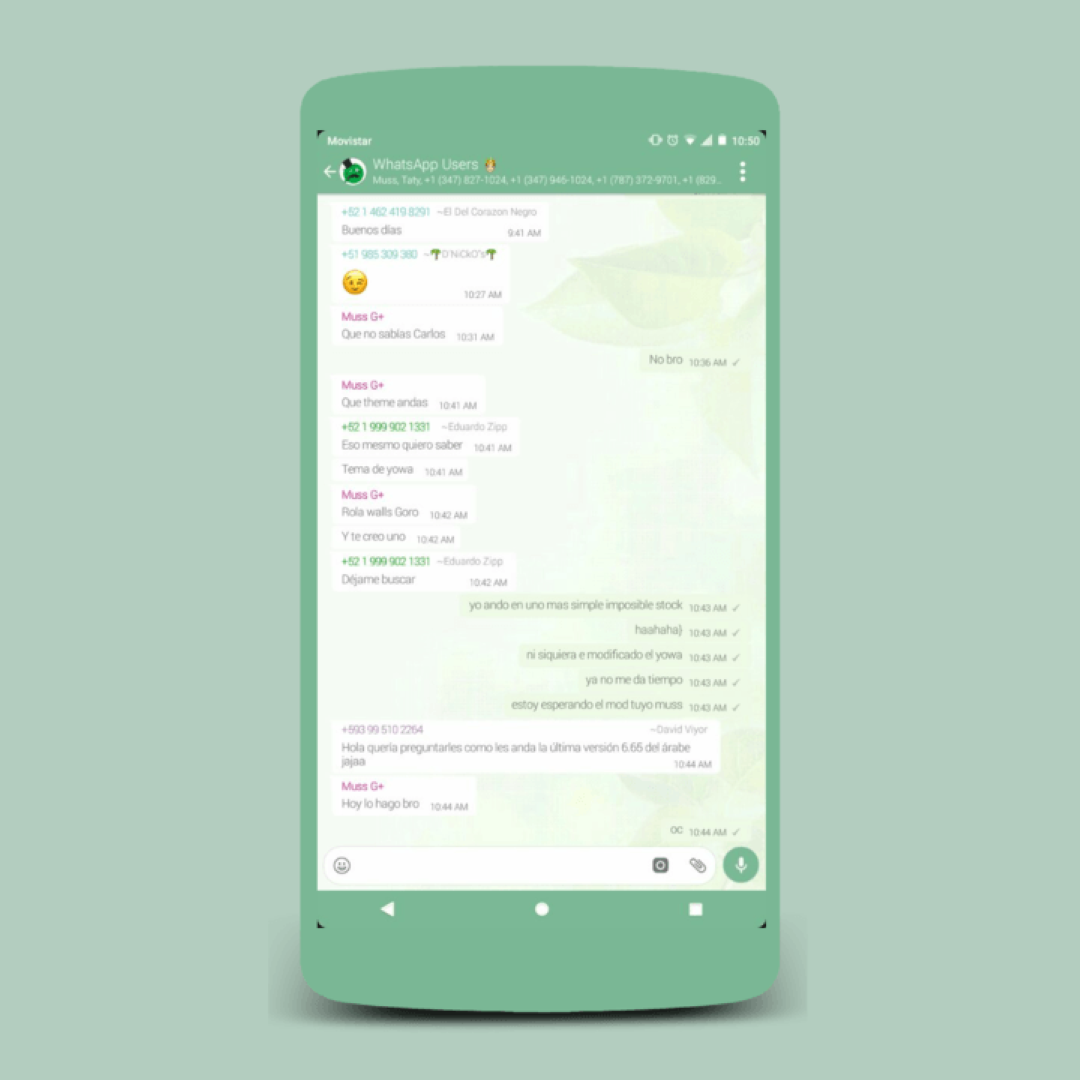 Movistar 10:50
WhatsApp Users
Muss, Taty, +1 (347) 827-1024, +1 (347) 946-1024, +1 (787) 372-9701, +1 (829...
+52 1 462 419 8291 ~El Del Corazon Negro
Buenos días 9:41 AM
+51 985 309 380 ~🌴D'NiCkO's🌴
😉
10:27 AM
Muss G+
Que no sabías Carlos 10:31 AM
No bro 10:36 AM ✓
Muss G+
Que theme andas 10:41 AM
+52 1 999 902 1331 ~Eduardo Zipp
Eso mesmo quiero saber 10:41 AM
Tema de yowa 10:41 AM
Muss G+
Rola walls Goro 10:42 AM
Y te creo uno 10:42 AM
+52 1 999 902 1331 ~Eduardo Zipp
Déjame buscar 10:42 AM
yo ando en uno mas simple imposible stock 10:43 AM ✓
haahaha} 10:43 AM ✓
ni siquiera e modificado el yowa 10:43 AM ✓
ya no me da tiempo 10:43 AM ✓
estoy esperando el mod tuyo muss 10:43 AM ✓
+593 99 510 2264 ~David Viyor
Hola quería preguntarles como les anda la última versión 6.65 del árabe
jajaa 10:44 AM
Muss G+
Hoy lo hago bro 10:44 AM
oc 10:44 AM ✓